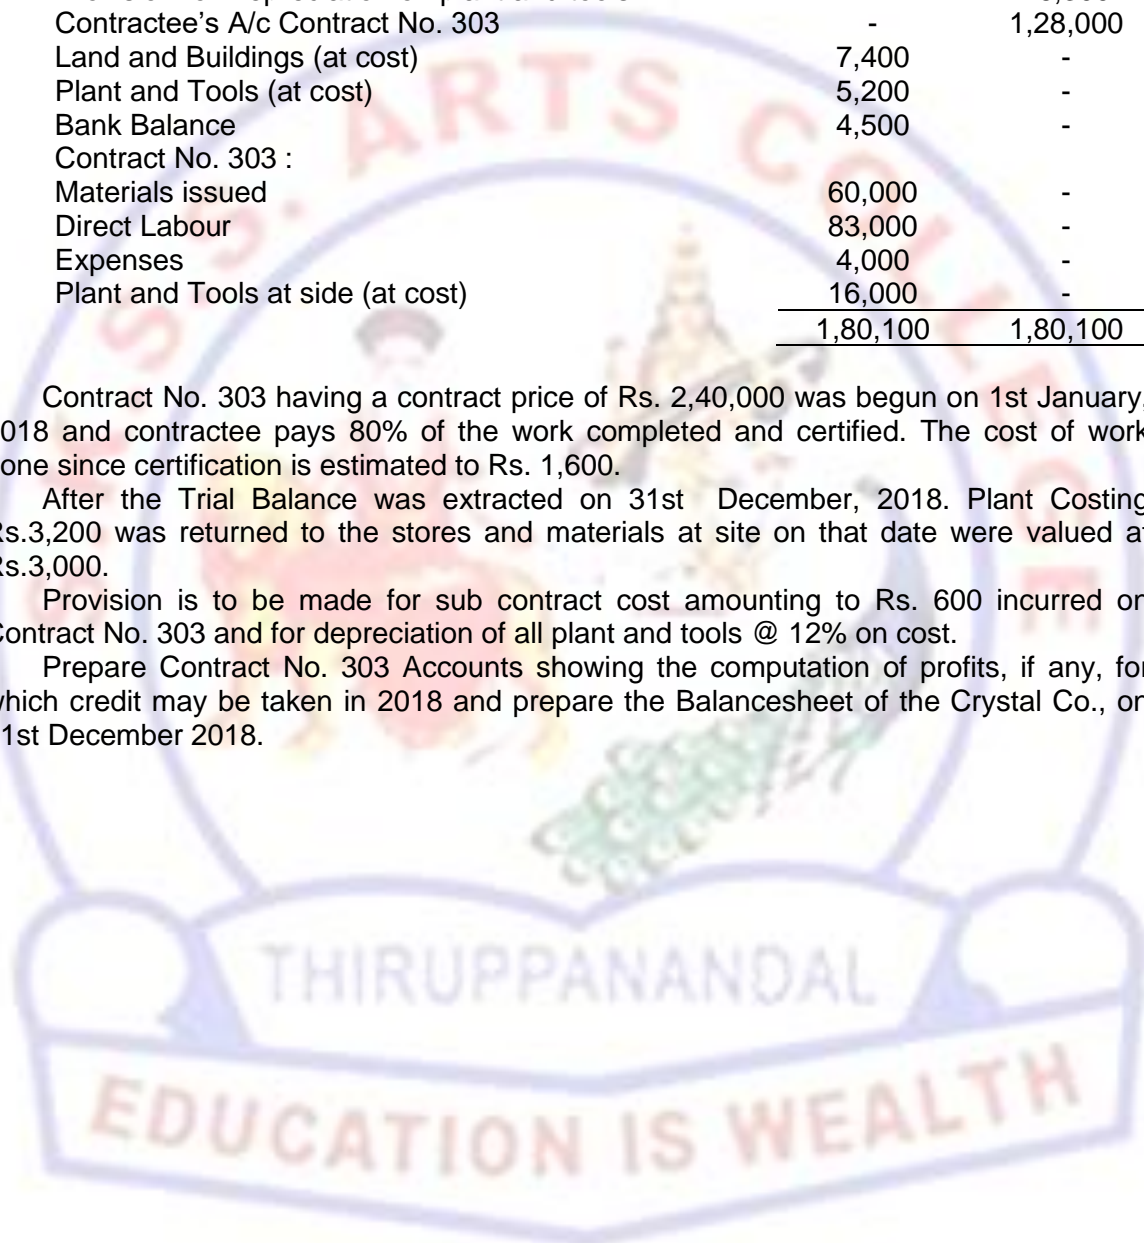 Contractee's A/c Contract No. 303 - 1,28,000
Land and Buildings (at cost) 7,400 -
Plant and Tools (at cost) 5,200 -
Bank Balance 4,500 -
Contract No. 303 :
Materials issued 60,000 -
Direct Labour 83,000 -
Expenses 4,000 -
Plant and Tools at side (at cost) 16,000 -
1,80,100 1,80,100
Contract No. 303 having a contract price of Rs. 2,40,000 was begun on 1st January,
018 and contractee pays 80% of the work completed and certified. The cost of work
one since certification is estimated to Rs. 1,600.
After the Trial Balance was extracted on 31st December, 2018. Plant Costing
Rs.3,200 was returned to the stores and materials at site on that date were valued at
Rs.3,000.
Provision is to be made for sub contract cost amounting to Rs. 600 incurred on
Contract No. 303 and for depreciation of all plant and tools @ 12% on cost.
Prepare Contract No. 303 Accounts showing the computation of profits, if any, for
which credit may be taken in 2018 and prepare the Balancesheet of the Crystal Co., on
1st December 2018.
S.S. ARTS COLLEGE
THIRUPPANANDAL
EDUCATION IS WEALTH